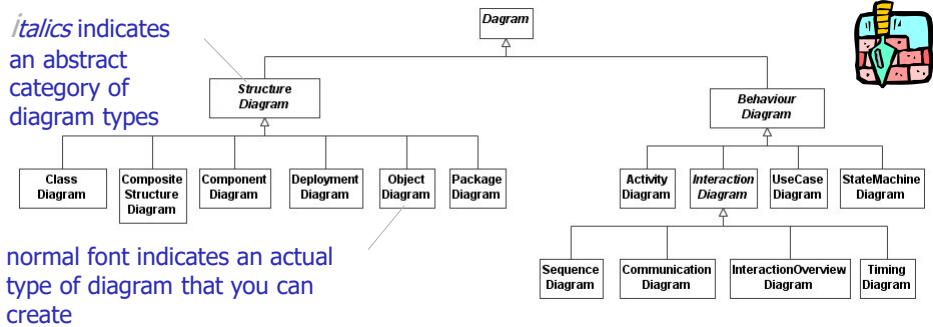 italics indicates
an abstract
category of
diagram types
Dagram
Structure
Diagram
Behaviour
Diagram
Class
Diagram
Composite
Structure
Diagram
Component
Diagram
Deployment
Diagram
Object
Diagram
Package
Diagram
Activity
Diagram
Interaction
Diagram
UseCase
Diagram
StateMachine
Diagram
normal font indicates an actual
type of diagram that you can
create
Sequence
Diagram
Communication
Diagram
InteractionOverview
Diagram
Timing
Diagram